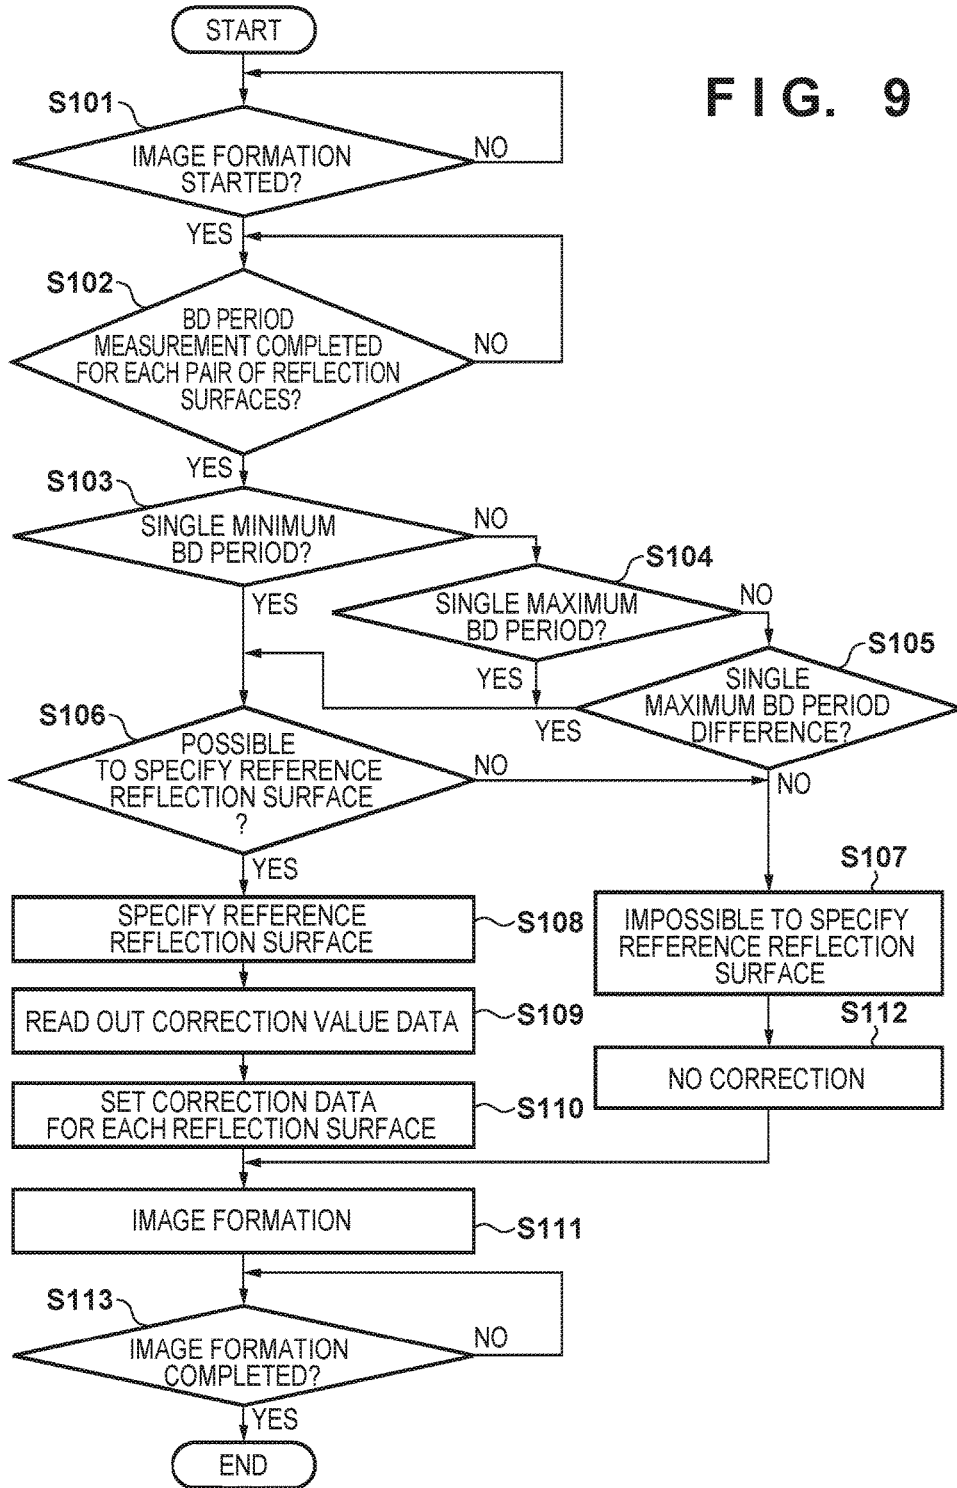 START
FIG. 9
S101
IMAGE FORMATION
STARTED?
NO
YES
S102
BD PERIOD
MEASUREMENT COMPLETED
FOR EACH PAIR OF REFLECTION
SURFACES?
NO
YES
S103
SINGLE MINIMUM
BD PERIOD?
NO
YES
S104
SINGLE MAXIMUM
BD PERIOD?
NO
YES
S105
SINGLE
MAXIMUM BD PERIOD
DIFFERENCE?
YES
NO
S106
POSSIBLE
TO SPECIFY REFERENCE
REFLECTION SURFACE
?
NO
YES
S107
IMPOSSIBLE TO SPECIFY
REFERENCE REFLECTION
SURFACE
SPECIFY REFERENCE
REFLECTION SURFACE
S108
READ OUT CORRECTION VALUE DATA
S109
S112
NO CORRECTION
SET CORRECTION DATA
FOR EACH REFLECTION SURFACE
S110
IMAGE FORMATION
S111
S113
IMAGE FORMATION
COMPLETED?
NO
YES
END